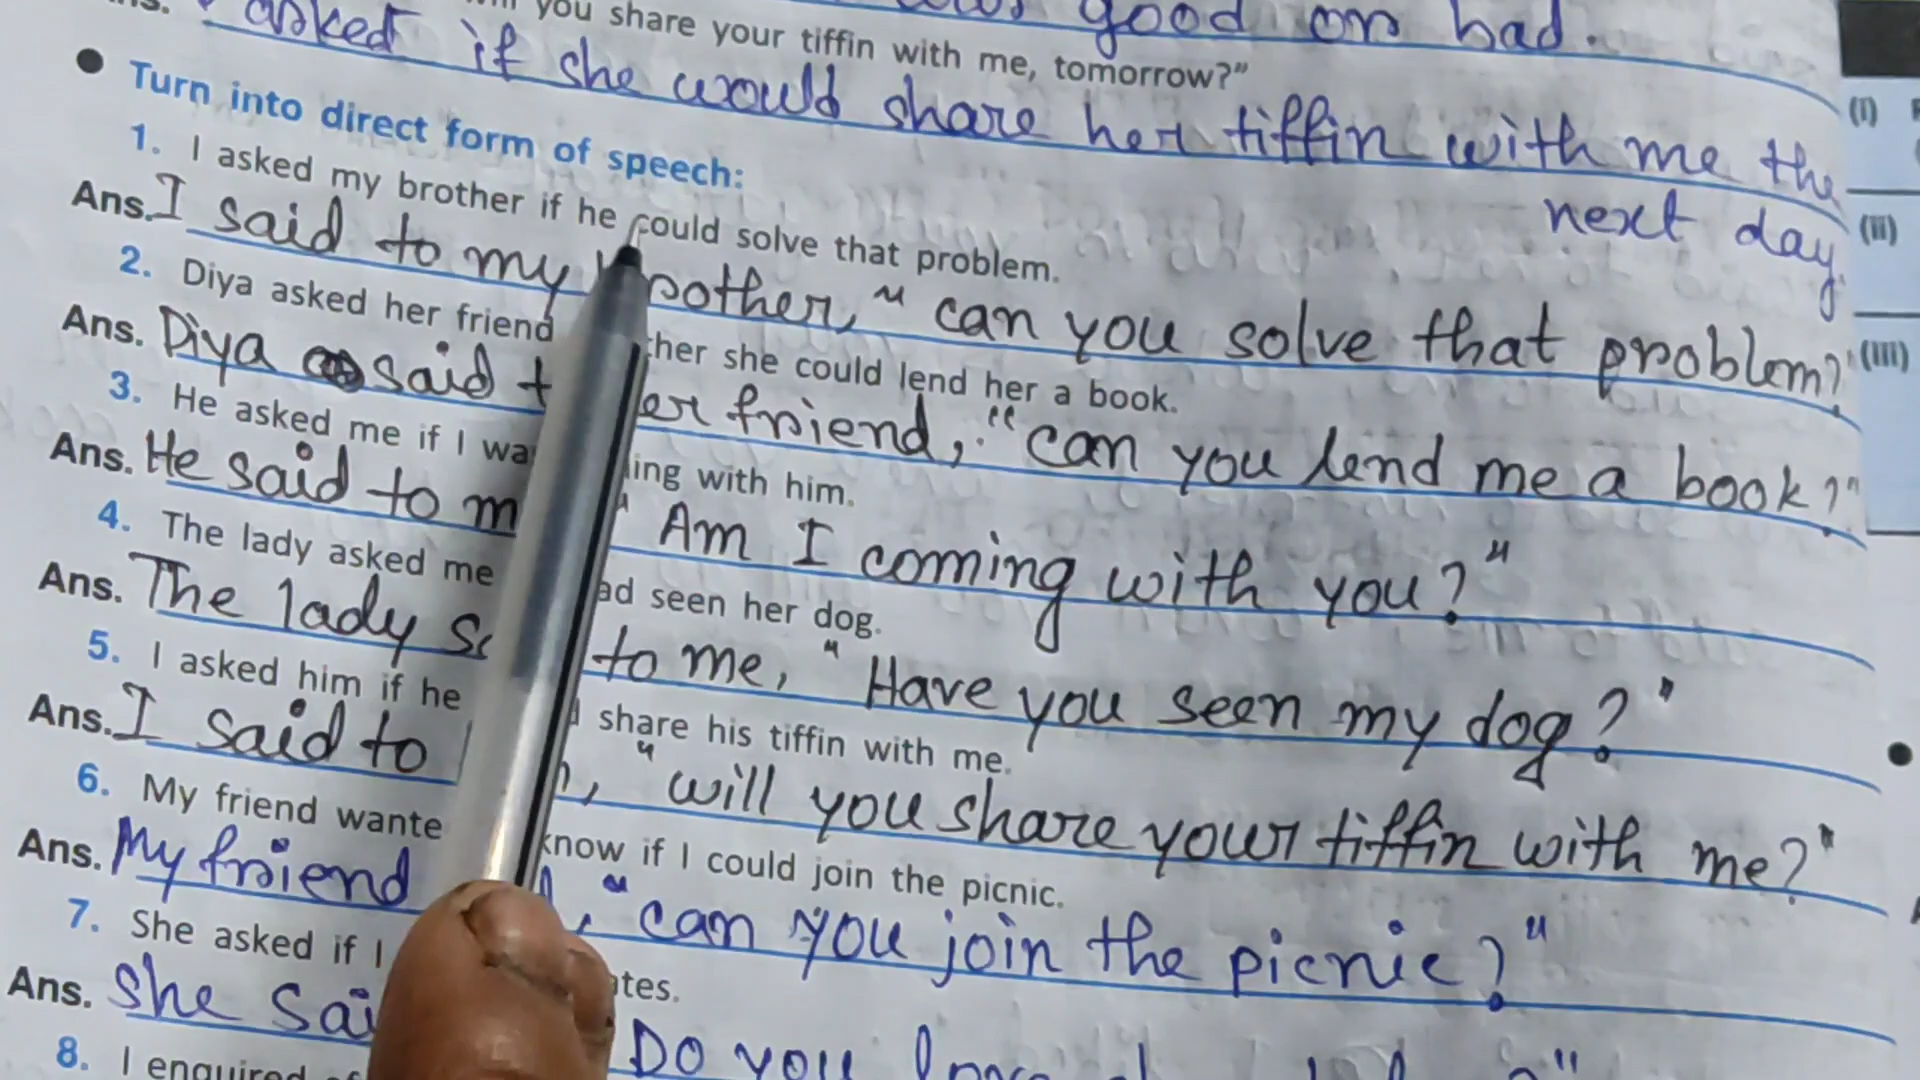 good or bad.
you share your tiffin with me, tomorrow?"
asked if she would share her tiffin with me the
next day.
Turn into direct form of speech:
1. I asked my brother if he could solve that problem.
Ans. I said to my brother, "can you solve that problem?"
2. Diya asked her friend she could lend her a book.
Ans. Diya said her friend, "can you lend me a book?"
3. He asked me if I with him.
Ans. He said to " Am I coming with you?"
4. The lady asked me seen her dog.
Ans. The lady to me, "Have you seen my dog?"
5. I asked him if he share his tiffin with me.
Ans. I said to "will you share your tiffin with me?"
6. My friend know if I could join the picnic.
Ans. My friend , "can you join the picnic?"
7. She asked if I
Ans. She Do you
8. I enquired
(i)
(ii)
(iii)